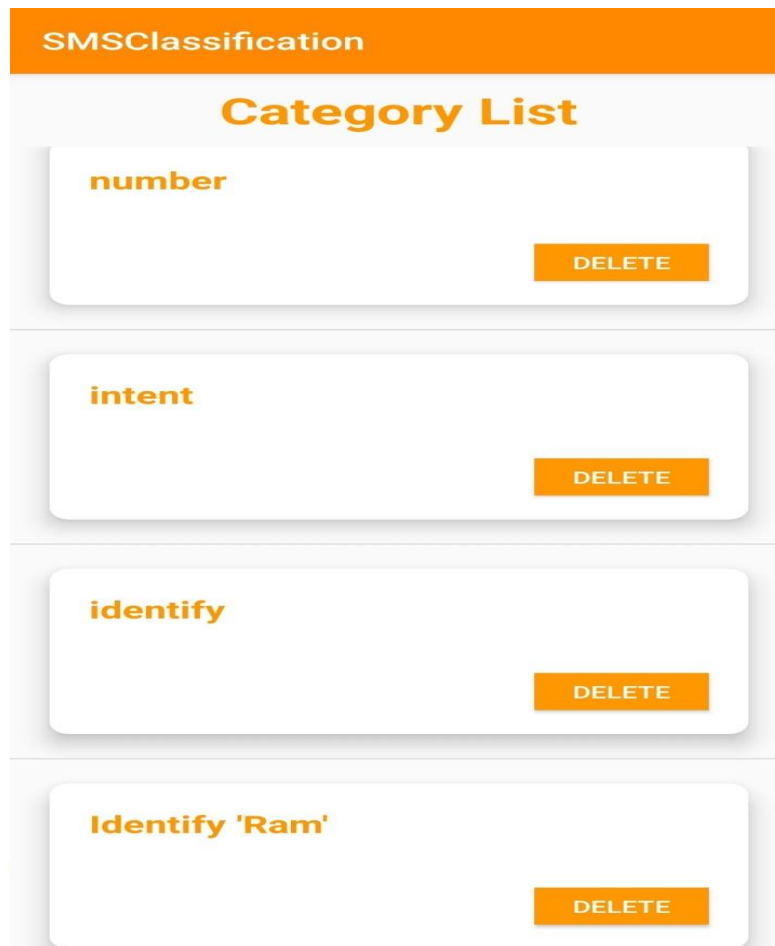 SMSClassification
Category List
number
DELETE
intent
DELETE
identify
DELETE
Identify 'Ram'
DELETE